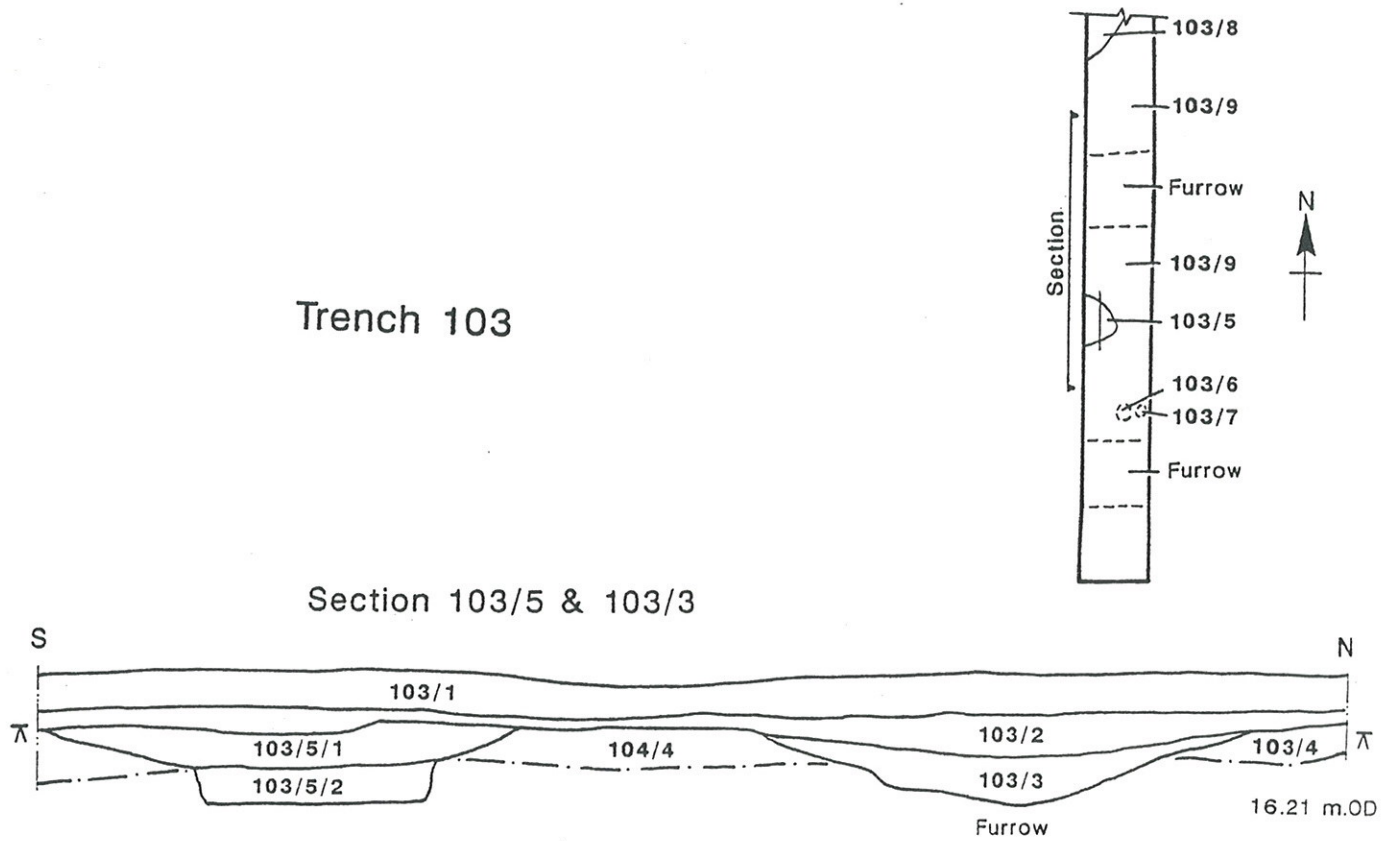 103/8
103/9
Furrow
N
103/9
Section
103/5
Trench 103
103/6
103/7
Furrow
Section 103/5 & 103/3
S
N
103/1
103/2
103/5/1
104/4
103/4
103/5/2
103/3
16.21 m.OD
Furrow